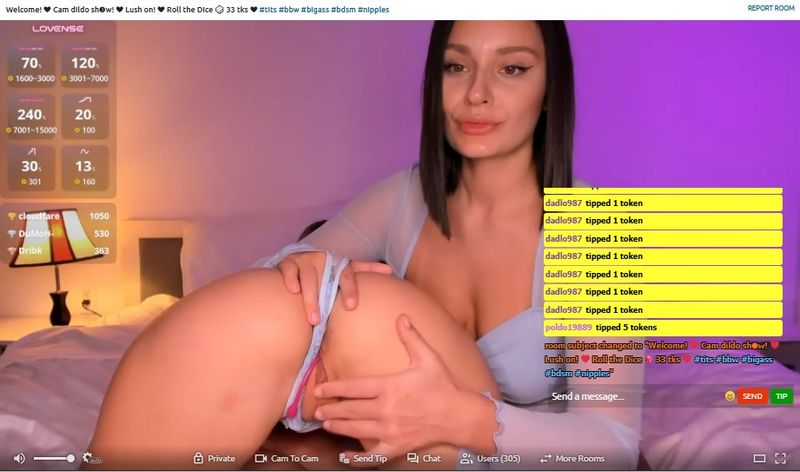 Welcome! ❤ Cam dildo sh❷w! ❤ Lush on! ❤ Roll the Dice 🎲 33 tks ❤ #tits #bbw #bigass #bdsm #nipples
REPORT ROOM
LOVENSE
70s 120s
1600~3000 3001~7000
240s 20s
7001~15000 100
30s 13s
301 160
cloudfare 1050
DuMoH- 530
Dribk 363
dadlo987 tipped 1 token
dadlo987 tipped 1 token
dadlo987 tipped 1 token
dadlo987 tipped 1 token
dadlo987 tipped 1 token
dadlo987 tipped 1 token
dadlo987 tipped 1 token
poldo19889 tipped 5 tokens
room subject changed to "Welcome! ❤ Cam dildo sh●w! ❤
Lush on! ❤ Roll the Dice 🎲 33 tks ❤ #tits #bbw #bigass
#bdsm #nipples"
Send a message... SEND TIP
AUTO Private Cam To Cam Send Tip Chat Users (305) More Rooms